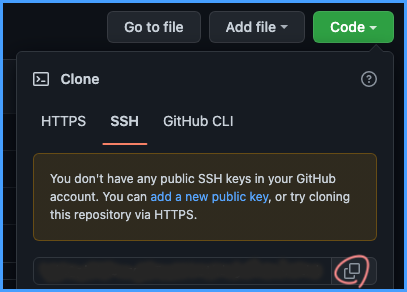 Go to file Add file Code
Clone
HTTPS SSH GitHub CLI
You don't have any public SSH keys in your GitHub
account. You can add a new public key, or try cloning
this repository via HTTPS.